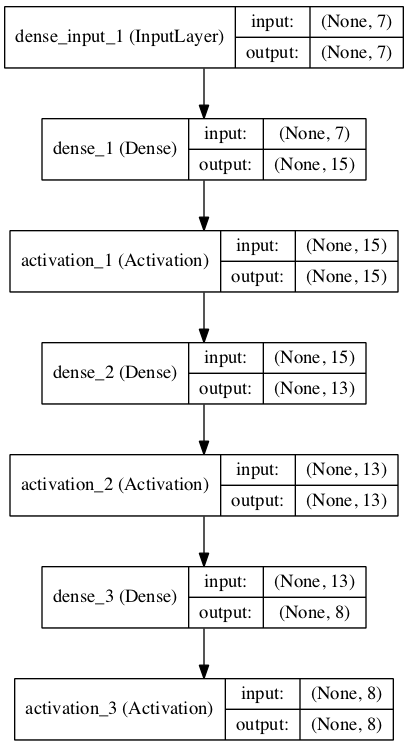 dense_input_1 (InputLayer)
input: (None, 7)
output: (None, 7)
dense_1 (Dense)
input: (None, 7)
output: (None, 15)
activation_1 (Activation)
input: (None, 15)
output: (None, 15)
dense_2 (Dense)
input: (None, 15)
output: (None, 13)
activation_2 (Activation)
input: (None, 13)
output: (None, 13)
dense_3 (Dense)
input: (None, 13)
output: (None, 8)
activation_3 (Activation)
input: (None, 8)
output: (None, 8)